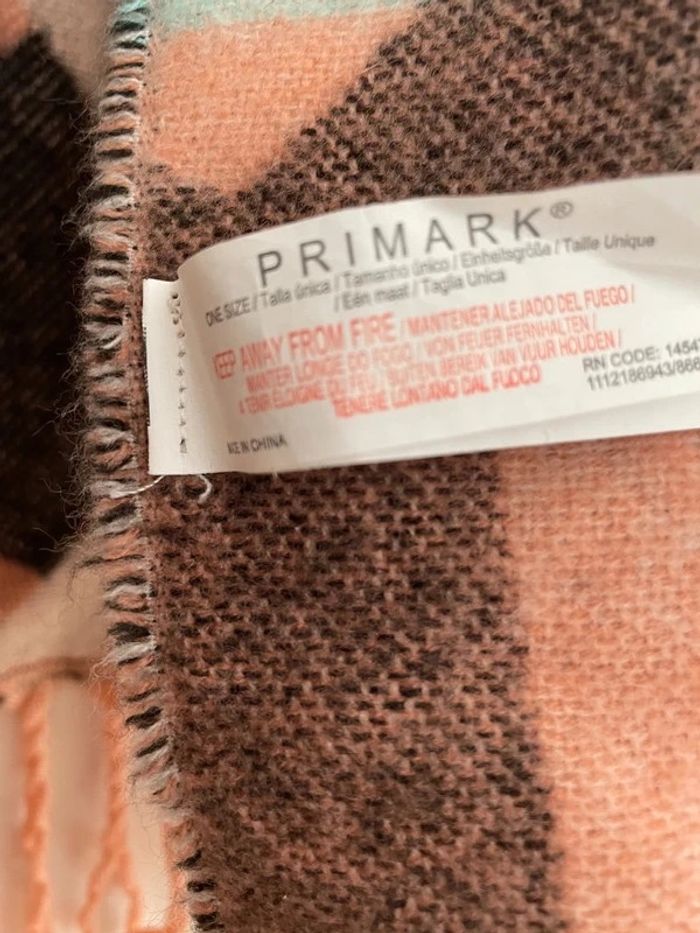 PRIMARK®
ONE SIZE / Talla única / Tamanho único / Einheitsgröße / Taille Unique
/ Eén maat / Taglia Unica
KEEP AWAY FROM FIRE / MANTENER ALEJADO DEL FUEGO /
MANTER LONGE DO FOGO / VON FEUER FERNHALTEN /
BUITEN BEREIK VAN VUUR HOUDEN /
TENERE LONTANO DAL FUOCO
RN CODE:
1112186943/
IN CHINA